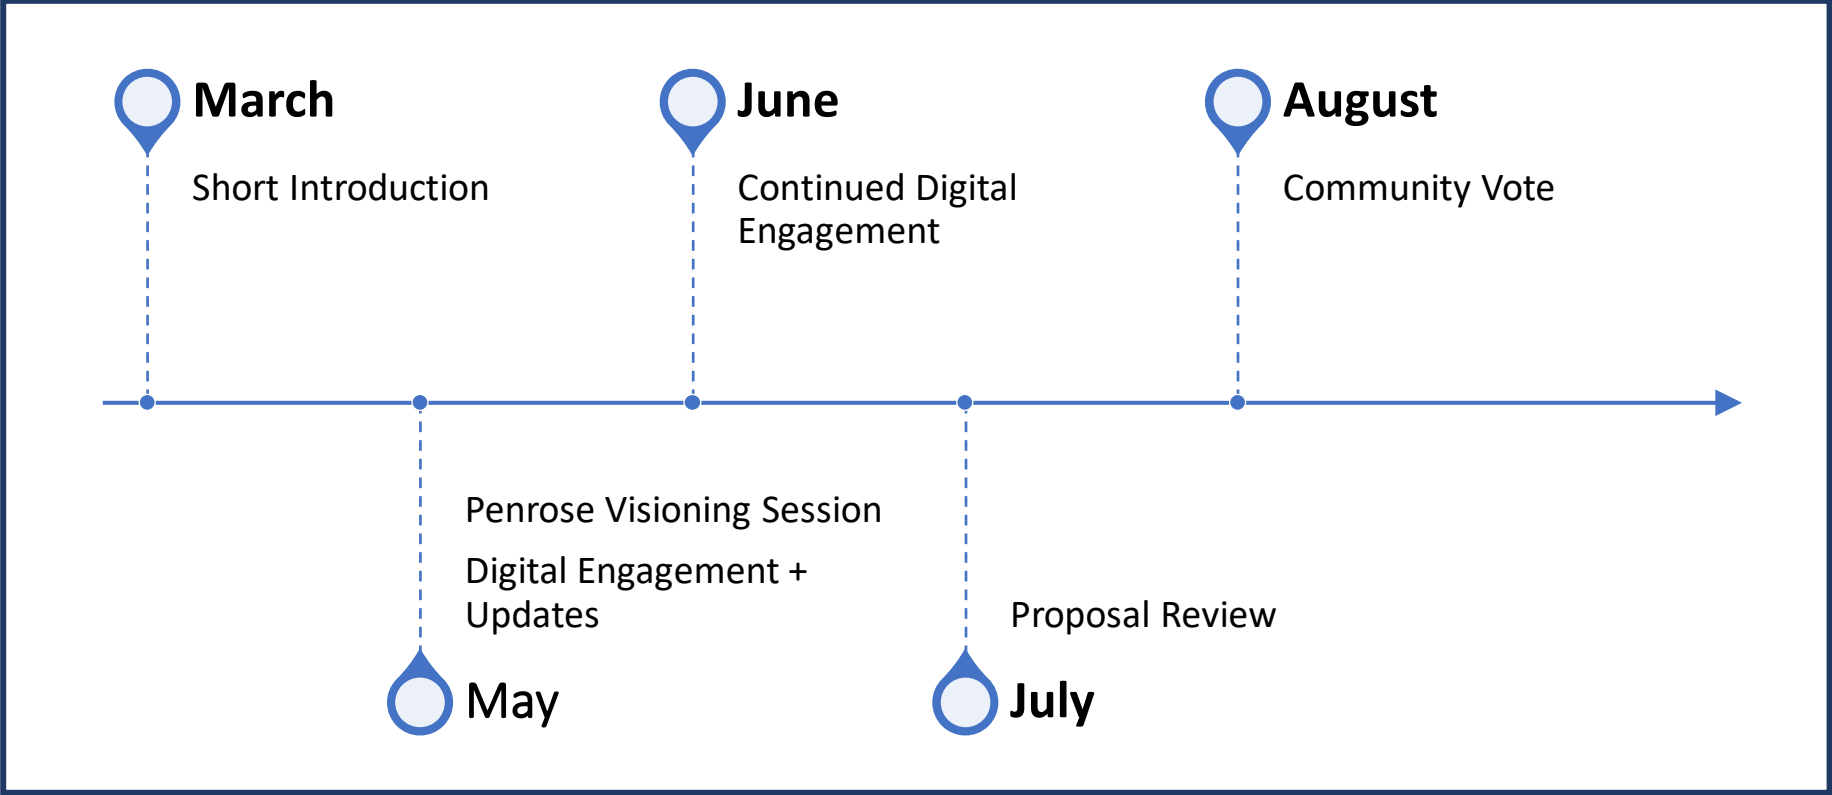 March
Short Introduction
June
Continued Digital
Engagement
August
Community Vote
Penrose Visioning Session
Digital Engagement +
Updates
May
Proposal Review
July